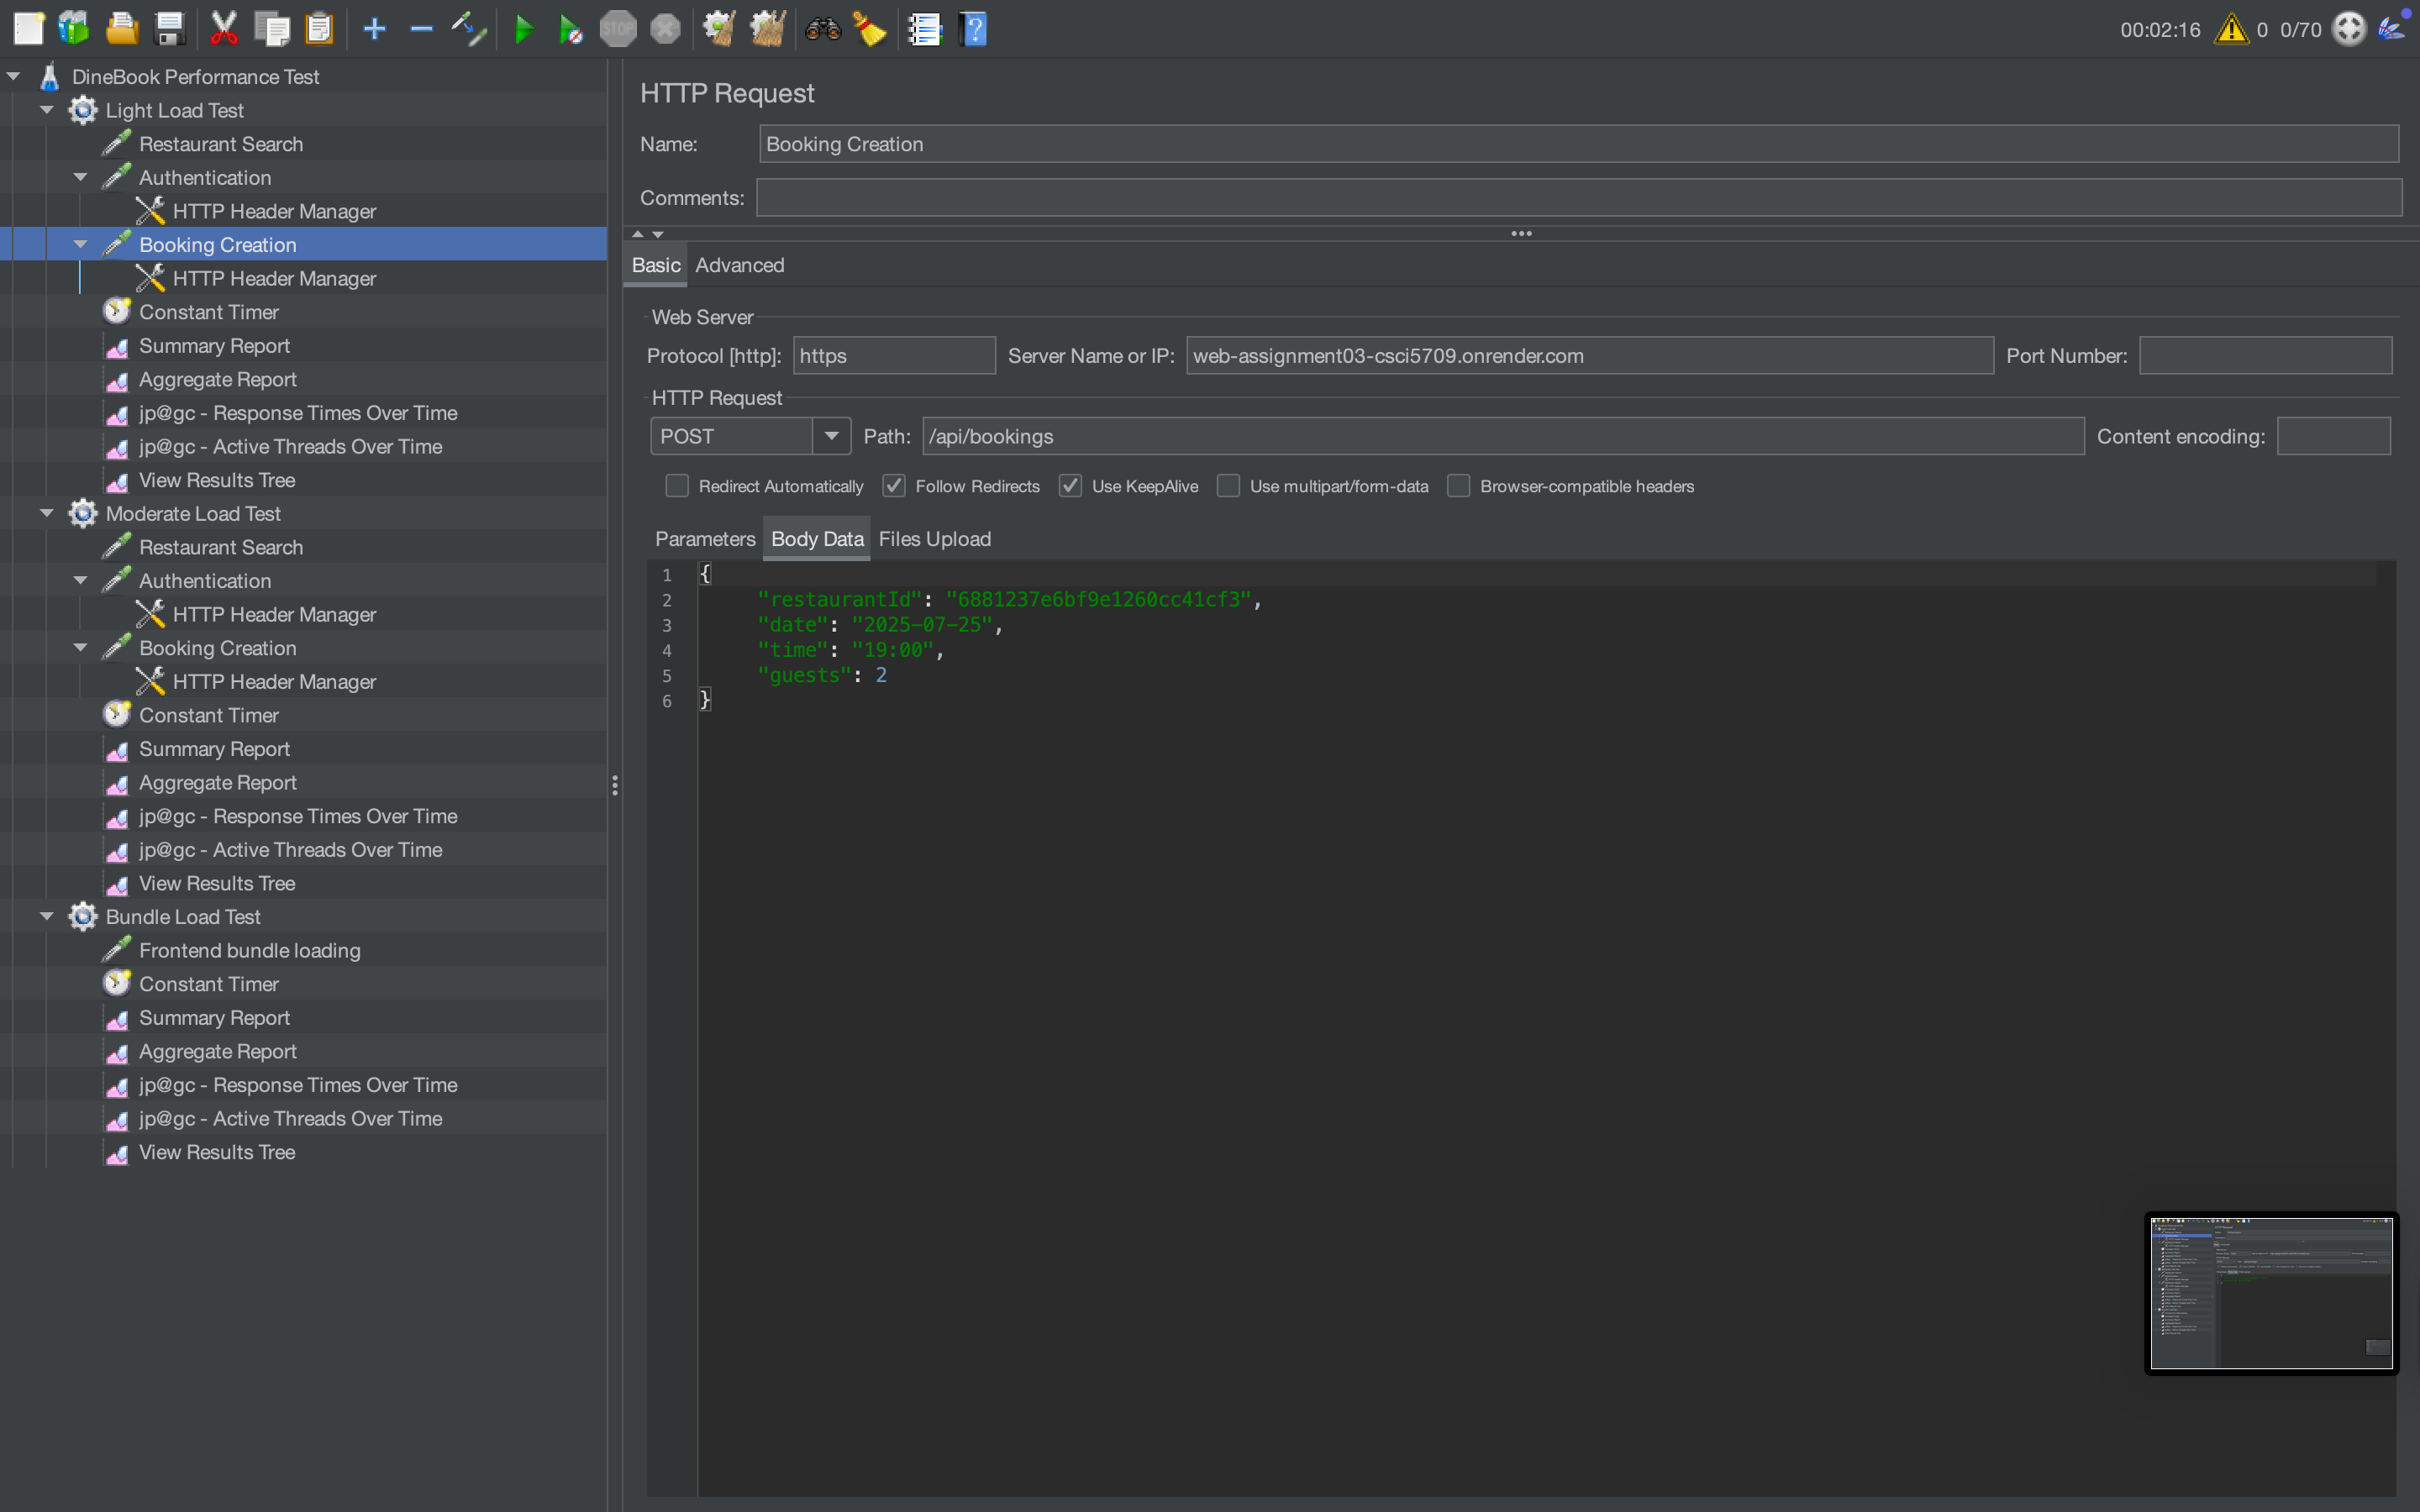 STOP
00:02:16 0 0/70
DineBook Performance Test
Light Load Test
Restaurant Search
Authentication
HTTP Header Manager
Booking Creation
HTTP Header Manager
Constant Timer
Summary Report
Aggregate Report
jp@gc - Response Times Over Time
jp@gc - Active Threads Over Time
View Results Tree
Moderate Load Test
Restaurant Search
Authentication
HTTP Header Manager
Booking Creation
HTTP Header Manager
Constant Timer
Summary Report
Aggregate Report
jp@gc - Response Times Over Time
jp@gc - Active Threads Over Time
View Results Tree
Bundle Load Test
Frontend bundle loading
Constant Timer
Summary Report
Aggregate Report
jp@gc - Response Times Over Time
jp@gc - Active Threads Over Time
View Results Tree
HTTP Request
Name: Booking Creation
Comments:
Basic Advanced
Web Server
Protocol [http]: https Server Name or IP: web-assignment03-csci5709.onrender.com Port Number:
HTTP Request
POST Path: /api/bookings Content encoding:
Redirect Automatically Follow Redirects Use KeepAlive Use multipart/form-data Browser-compatible headers
Parameters Body Data Files Upload
1 {
2 "restaurantId": "6881237e6bf9e1260cc41cf3",
3 "date": "2025-07-25",
4 "time": "19:00",
5 "guests": 2
6 }